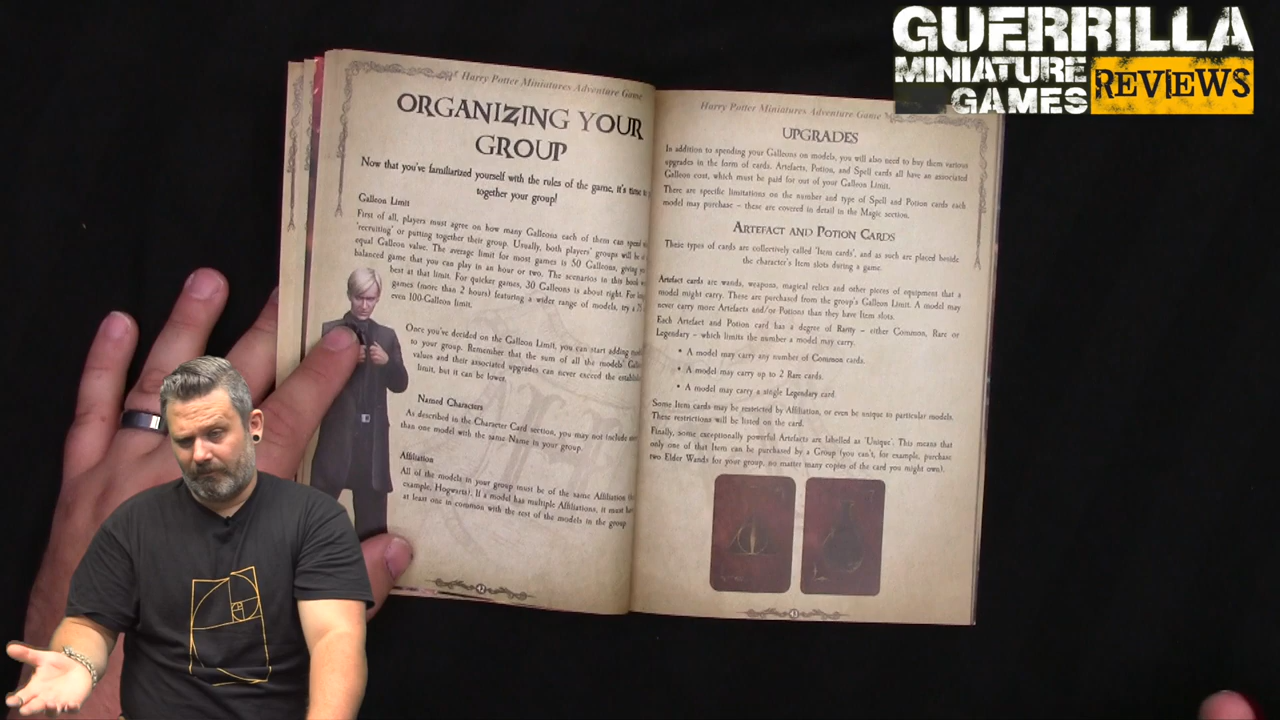 GUERRILLA
MINIATURE
GAMES
REVIEWS
Harry Potter Miniatures Adventure Game
ORGANIZING YOUR
GROUP
Now that you've familiarized yourself with the rules of the game, it's time
together your group!
Galleon Limit
First of all, players must agree on how many Galleons each of them can spend
'recruiting' or putting together their group. Usually, both players' groups will be
equal Galleon value. The average limit for most games is 50 Galleons, giving
balanced game that you can play in an hour or two. The scenarios in this book
best at that limit. For quicker games, 30 Galleons is about right. For
games (more than 2 hours) featuring a wider range of models, try a 75
even 100-Galleon limit.
Once you've decided on the Galleon Limit, you can start adding
to your group. Remember that the sum of all the models'
values and their associated upgrades can never exceed the
limit, but it can be lower.
Named Characters
As described in the Character Card section, you may not include
than one model with the same Name in your group.
Affiliation
All of the models in your group must be of the same Affiliation
example, Hogwarts). If a model has multiple Affiliations, it must
at least one in common with the rest of the models in the group.
42
Harry Potter Miniatures Adventure Game
UPGRADES
In addition to spending your Galleons on models, you will also need to buy them various
upgrades in the form of cards. Artefacts, Potion, and Spell cards all have an associated
Galleon cost, which must be paid for out of your Galleon Limit.
There are specific limitations on the number and type of Spell and Potion cards each
model may purchase – these are covered in detail in the Magic section.
ARTEFACT AND POTION CARDS
These types of cards are collectively called 'Item cards', and as such are placed beside
the character's Item slots during a game.
Artefact cards are wands, weapons, magical relics and other pieces of equipment that a
model might carry. These are purchased from the group's Galleon Limit. A model may
never carry more Artefacts and/or Potions than they have Item slots.
Each Artefact and Potion card has a degree of Rarity – either Common, Rare or
Legendary – which limits the number a model may carry.
• A model may carry any number of Common cards.
• A model may carry up to 2 Rare cards.
• A model may carry a single Legendary card.
Some Item cards may be restricted by Affiliation, or even be unique to particular models.
These restrictions will be listed on the card.
Finally, some exceptionally powerful Artefacts are labelled as 'Unique'. This means that
only one of that Item can be purchased by a Group (you can't, for example, purchase
two Elder Wands for your group, no matter many copies of the card you might own).
43